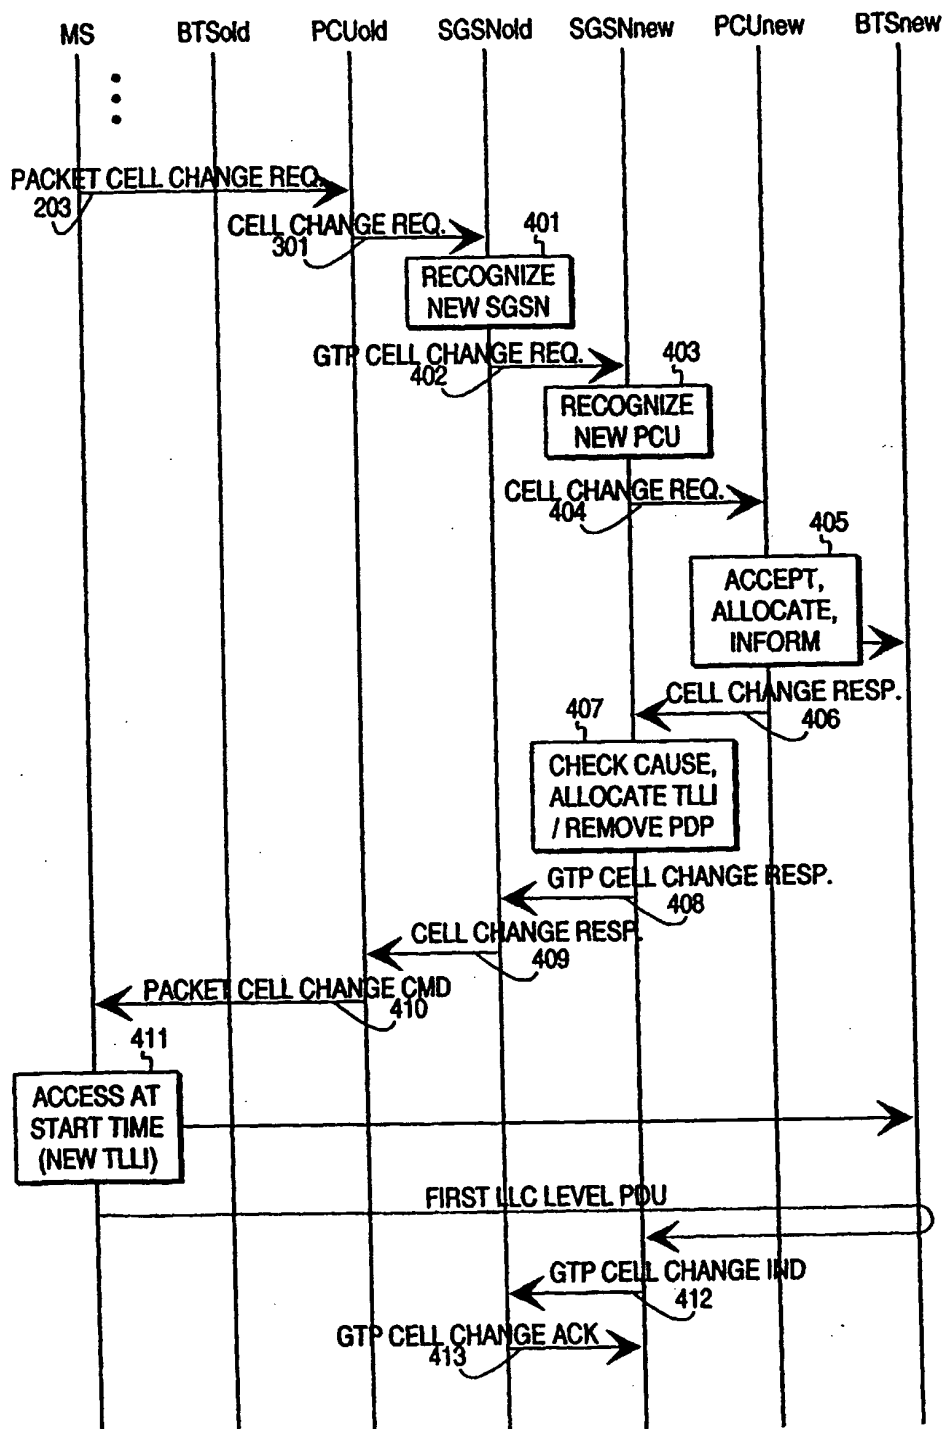 MS BTSold PCUold SGSNold SGSNnew PCUnew BTSnew
PACKET CELL CHANGE REQ.
203
CELL CHANGE REQ.
301
401
RECOGNIZE
NEW SGSN
GTP CELL CHANGE REQ.
402
403
RECOGNIZE
NEW PCU
CELL CHANGE REQ.
404
405
ACCEPT,
ALLOCATE,
INFORM
CELL CHANGE RESP.
406
407
CHECK CAUSE,
ALLOCATE TLLI
/ REMOVE PDP
GTP CELL CHANGE RESP.
408
CELL CHANGE RESP.
409
PACKET CELL CHANGE CMD
410
411
ACCESS AT
START TIME
(NEW TLLI)
FIRST LLC LEVEL PDU
GTP CELL CHANGE IND
412
GTP CELL CHANGE ACK
413